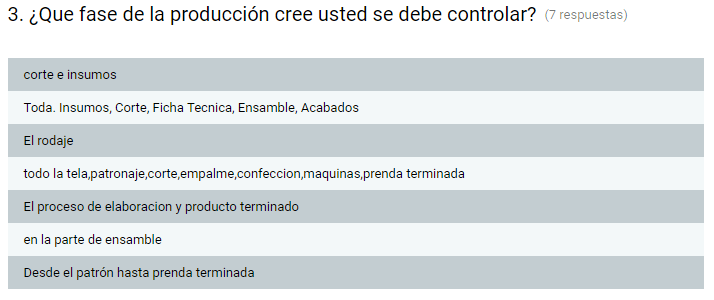 3. ¿Que fase de la producción cree usted se debe controlar? (7 respuestas)
corte e insumos
Toda. Insumos, Corte, Ficha Tecnica, Ensamble, Acabados
El rodaje
todo la tela,patronaje,corte,empalme,confeccion,maquinas,prenda terminada
El proceso de elaboracion y producto terminado
en la parte de ensamble
Desde el patrón hasta prenda terminada